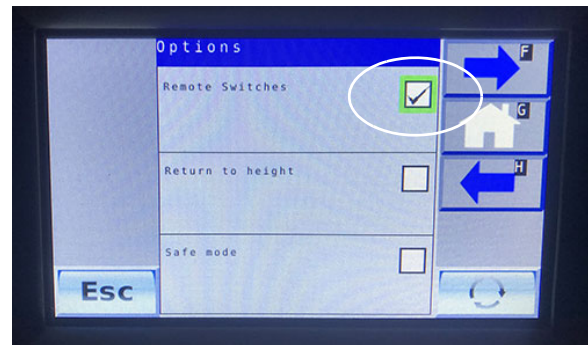 Options
F
Remote Switches
G
Return to height
H
Safe mode
Esc